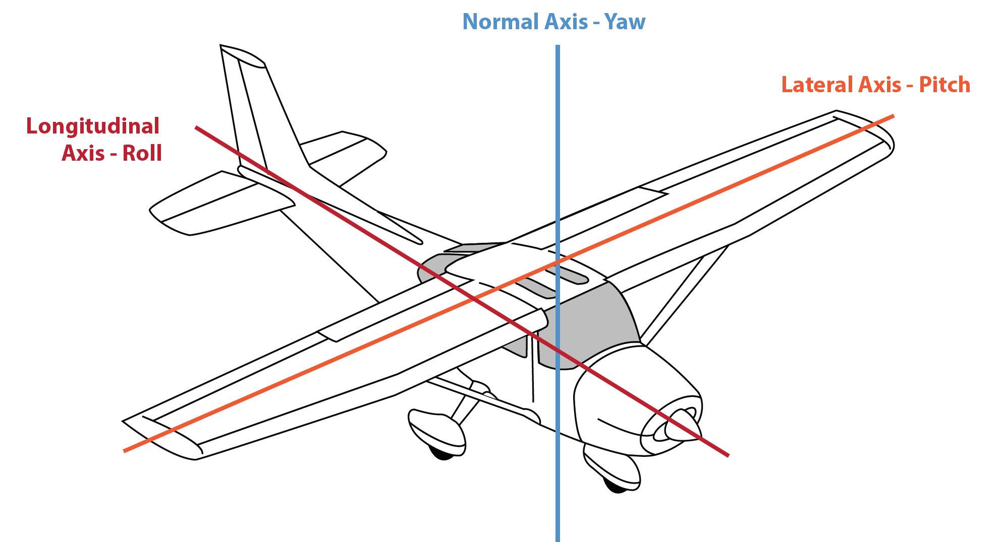 Normal Axis - Yaw
Lateral Axis - Pitch
Longitudinal
Axis - Roll